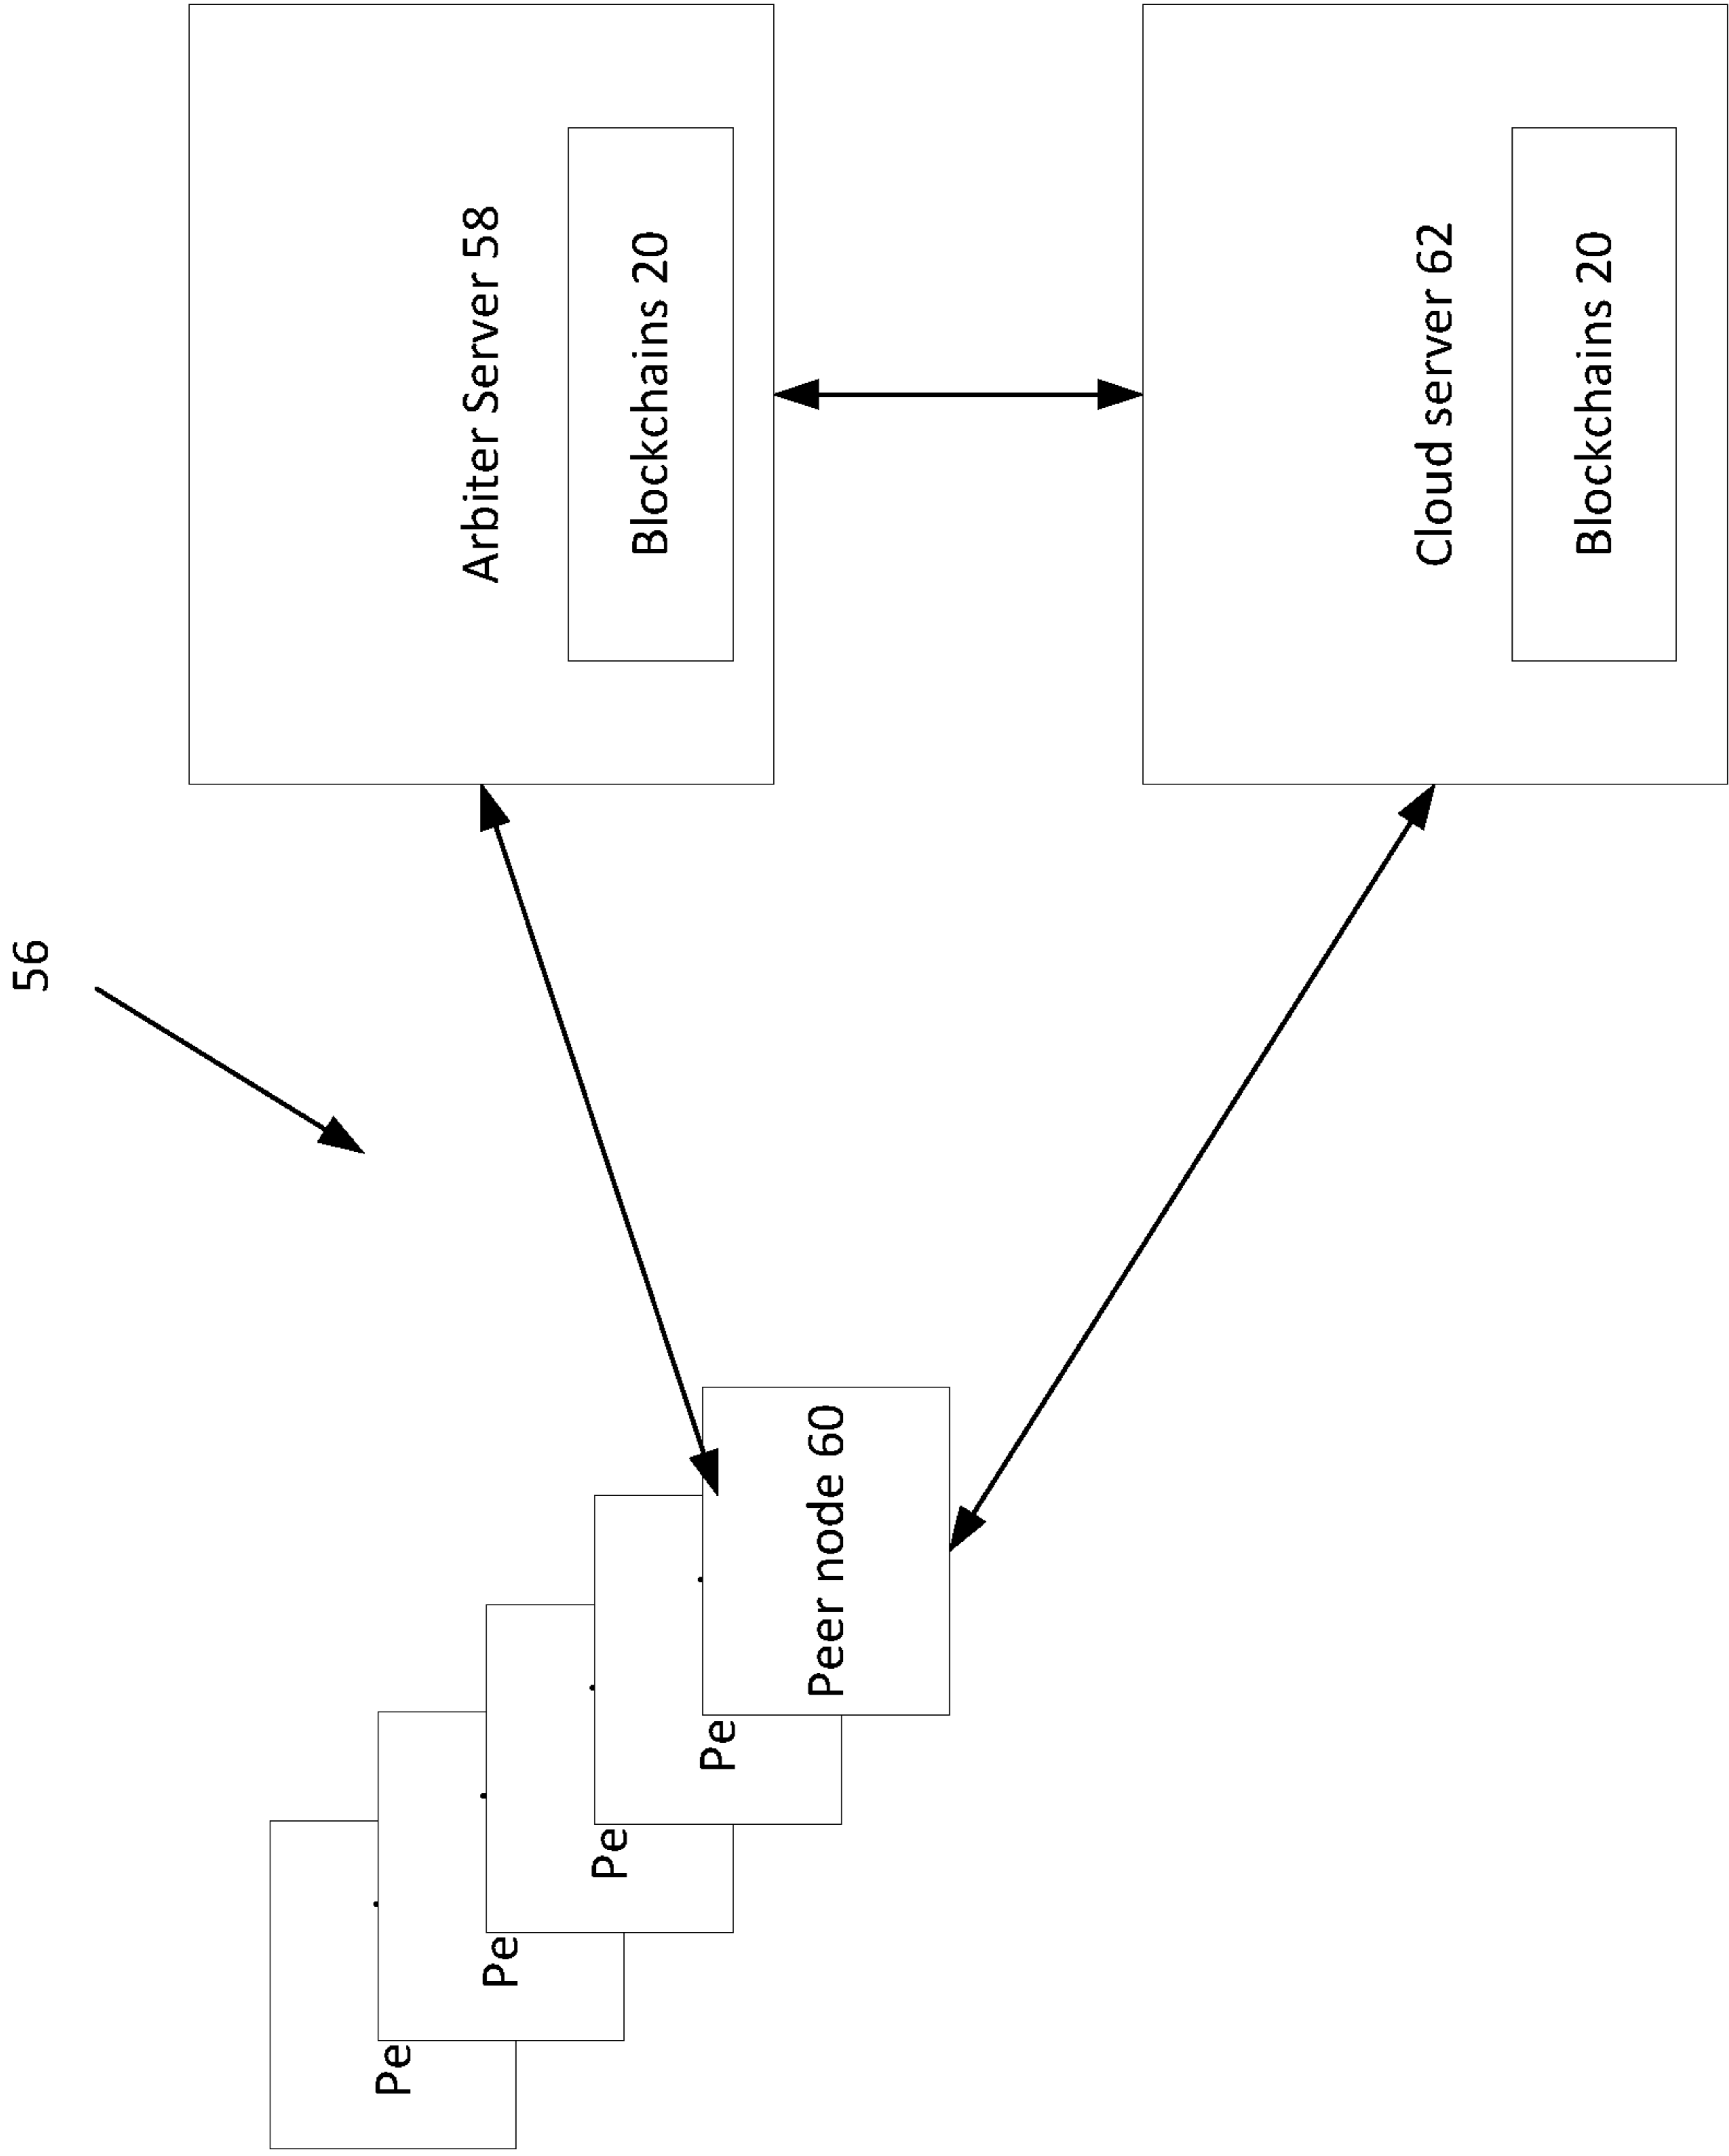 56
Pe
Pe
Pe
Pe
Peer node 60
Arbiter Server 58
Blockchains 20
Cloud server 62
Blockchains 20